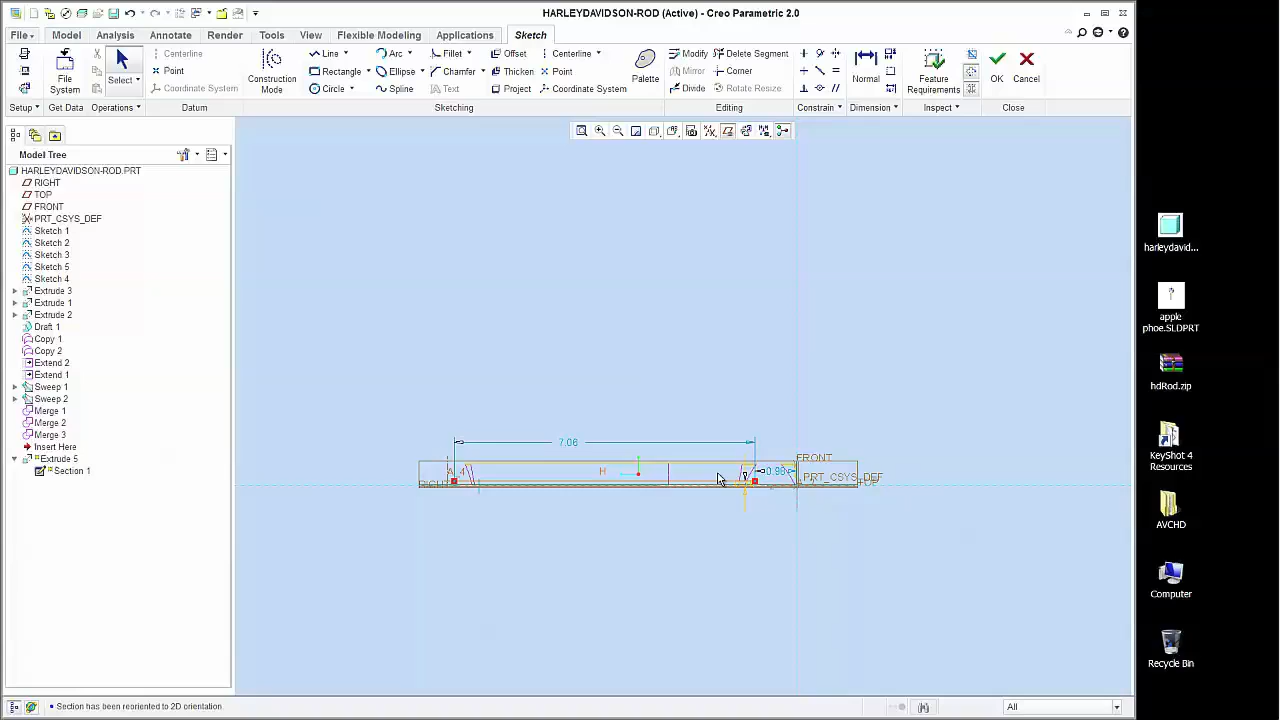 HARLEYDAVIDSON-ROD (Active) - Creo Parametric 2.0
File Model Analysis Annotate Render Tools View Flexible Modeling Applications Sketch
Setup
File System
Get Data
Select
Operations
Centerline
Point
Coordinate System
Datum
Construction Mode
Line Arc Fillet Offset Centerline
Rectangle Ellipse Chamfer Thicken Point
Circle Spline Text Project Coordinate System
Palette
Sketching
Modify Delete Segment
Mirror Corner
Divide Rotate Resize
Editing
Constrain
Normal
Dimension
Feature Requirements
Inspect
OK
Cancel
Close
Model Tree
HARLEYDAVIDSON-ROD.PRT
RIGHT
TOP
FRONT
PRT_CSYS_DEF
Sketch 1
Sketch 2
Sketch 3
Sketch 5
Sketch 4
Extrude 3
Extrude 1
Extrude 2
Draft 1
Copy 1
Copy 2
Extend 2
Extend 1
Sweep 1
Sweep 2
Merge 1
Merge 2
Merge 3
Insert Here
Extrude 5
Section 1
7.06
H
FRONT
PRT_CSYS_DEF
RIGHT
harleydavid...
apple phoe.SLDPRT
hdRod.zip
KeyShot 4 Resources
AVCHD
Computer
Recycle Bin
Section has been reoriented to 2D orientation.
All